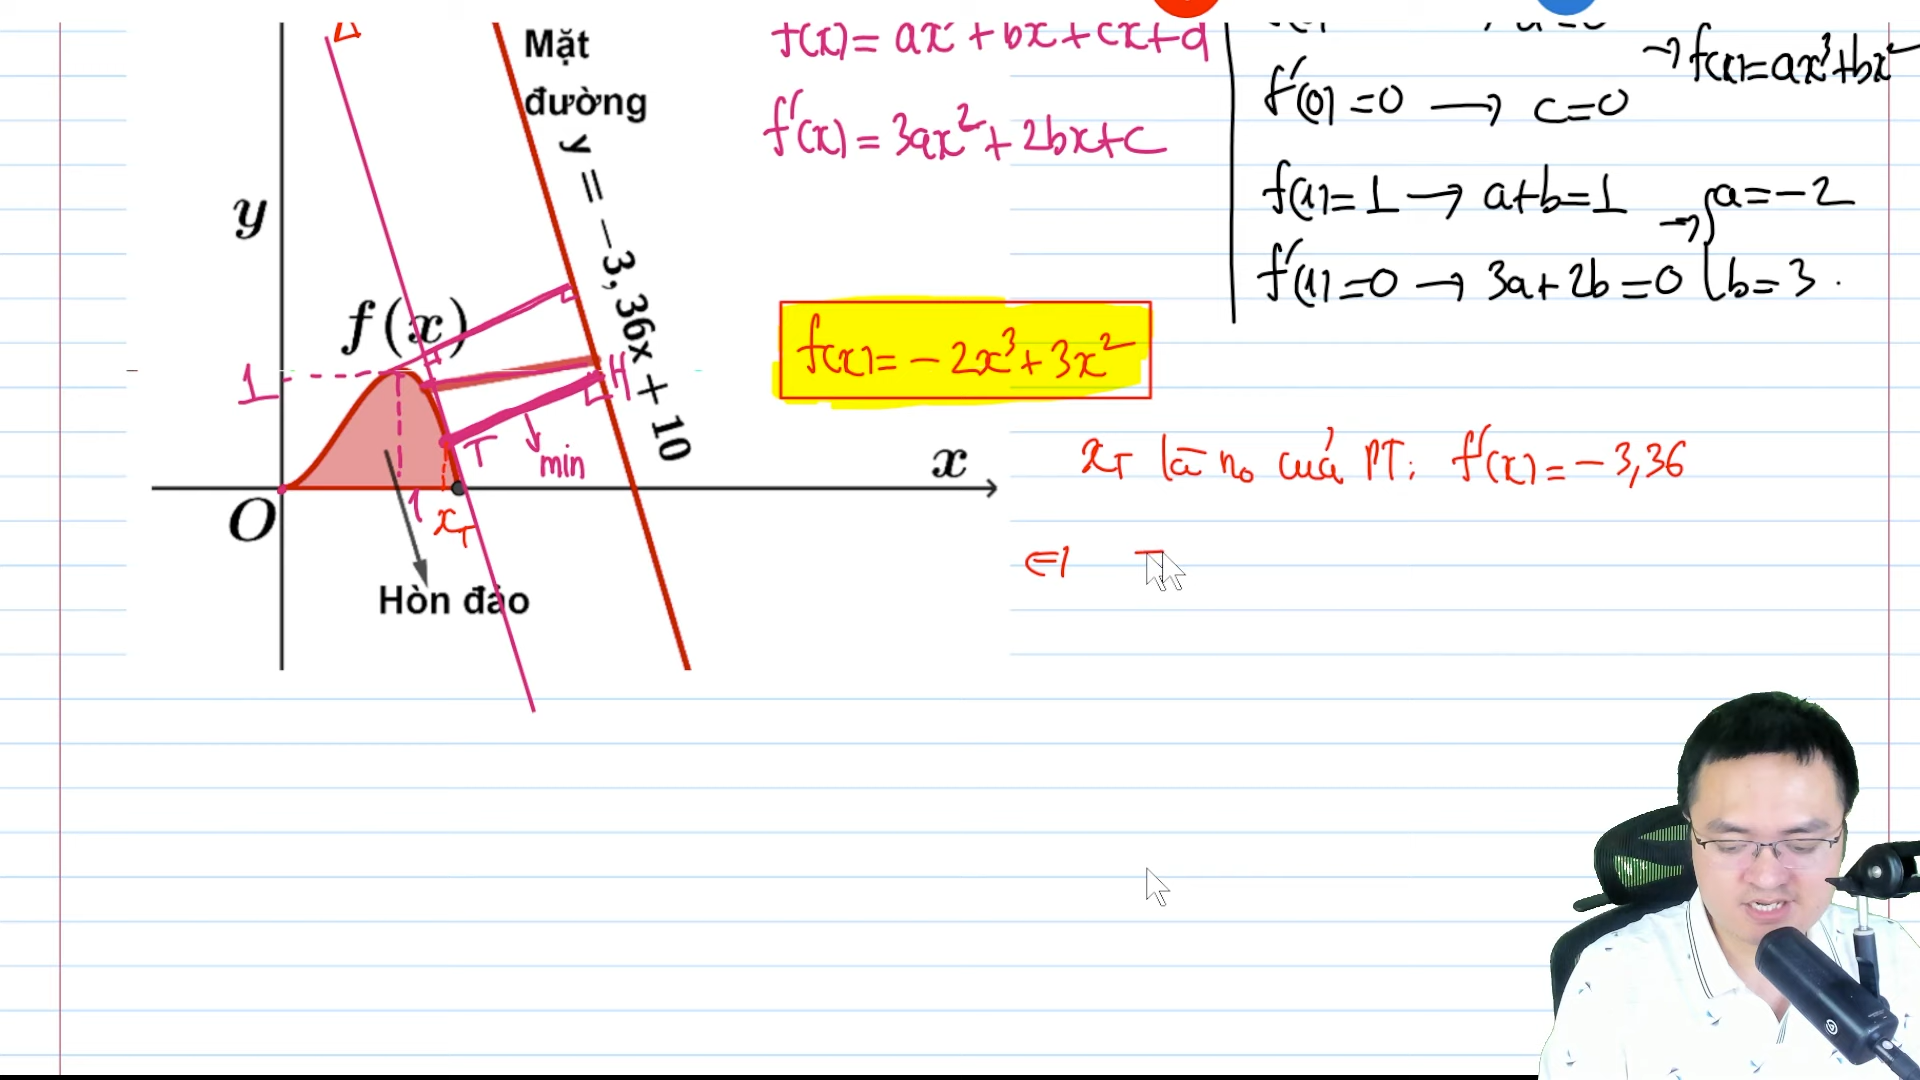 Δ
Mặt
đường
y = -3,36x + 10
y
f(x)
1
H
T
min
x
O
1
x_T
Hòn đảo
f(x) = ax³ + bx² + cx + d
f'(x) = 3ax² + 2bx + c
→ f(x) = ax³ + bx²
f'(0) = 0 → c = 0
f(1) = 1 → a + b = 1 → { a = -2
f'(1) = 0 → 3a + 2b = 0 { b = 3.
f(x) = -2x³ + 3x²
x_T là no của PT: f'(x) = -3,36
⇔